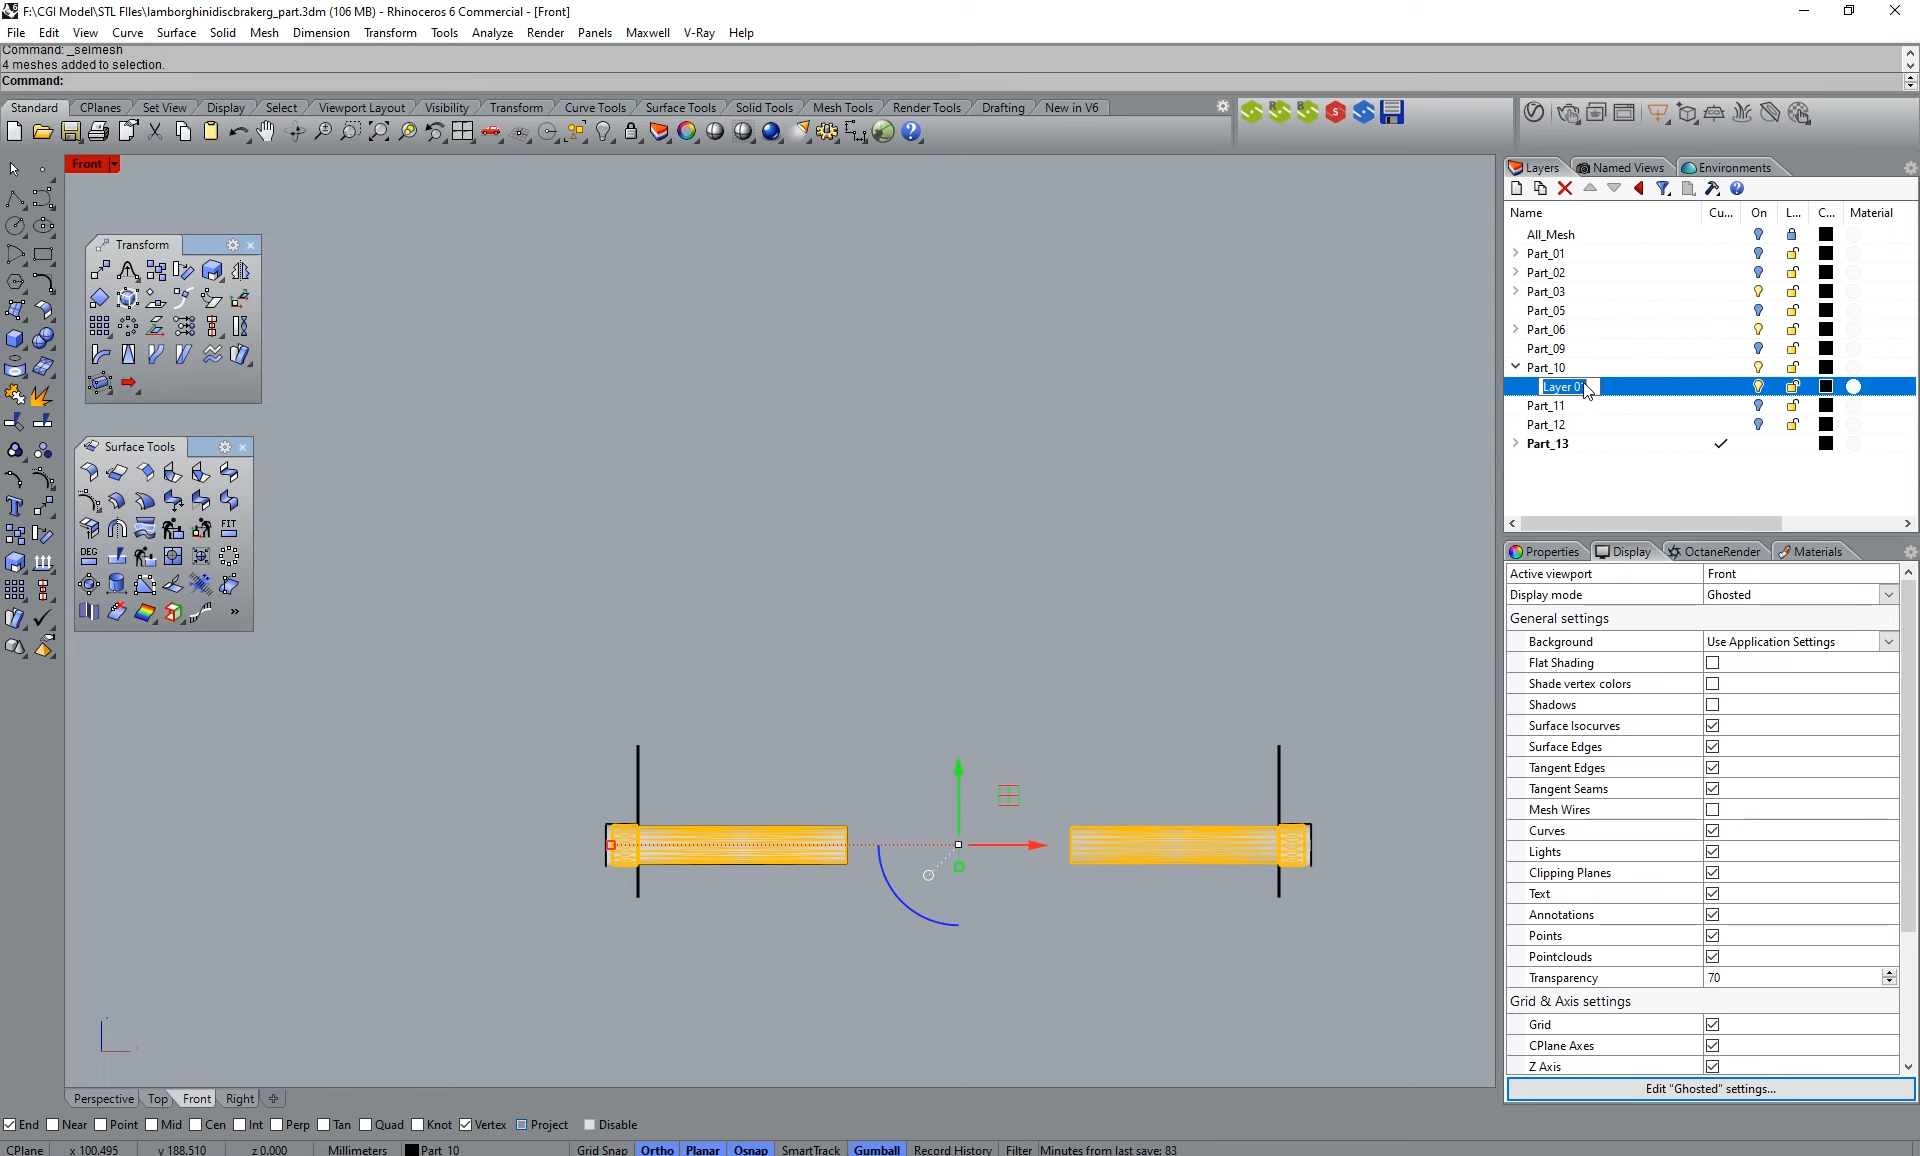 F:\CGI Model\STL FIles\lamborghinidiscbrakerg_part.3dm (106 MB) - Rhinoceros 6 Commercial - [Front]
File Edit View Curve Surface Solid Mesh Dimension Transform Tools Analyze Render Panels Maxwell V-Ray Help
Command: _selmesh
4 meshes added to selection.
Command:
Standard CPlanes Set View Display Select Viewport Layout Visibility Transform Curve Tools Surface Tools Solid Tools Mesh Tools Render Tools Drafting New in V6
Front
Layers Named Views Environments
Transform
Name Cu... On L... C... Material
All_Mesh
Part_01
Part_02
Part_03
Part_05
Part_06
Part_09
Part_10
Layer 0
Part_11
Part_12
Part_13
Surface Tools
FIT
DEG
Properties Display OctaneRender Materials
Active viewport Front
Display mode Ghosted
General settings
Background Use Application Settings
Flat Shading
Shade vertex colors
Shadows
Surface Isocurves
Surface Edges
Tangent Edges
Tangent Seams
Mesh Wires
Curves
Lights
Clipping Planes
Text
Annotations
Points
Pointclouds
Transparency 70
Grid & Axis settings
Grid
CPlane Axes
Z Axis
Edit "Ghosted" settings...
Perspective Top Front Right
End Near Point Mid Cen Int Perp Tan Quad Knot Vertex Project Disable
CPlane x 100.495 y 188.510 z 0.000 Millimeters Part_10 Grid Snap Ortho Planar Osnap SmartTrack Gumball Record History Filter Minutes from last save: 83